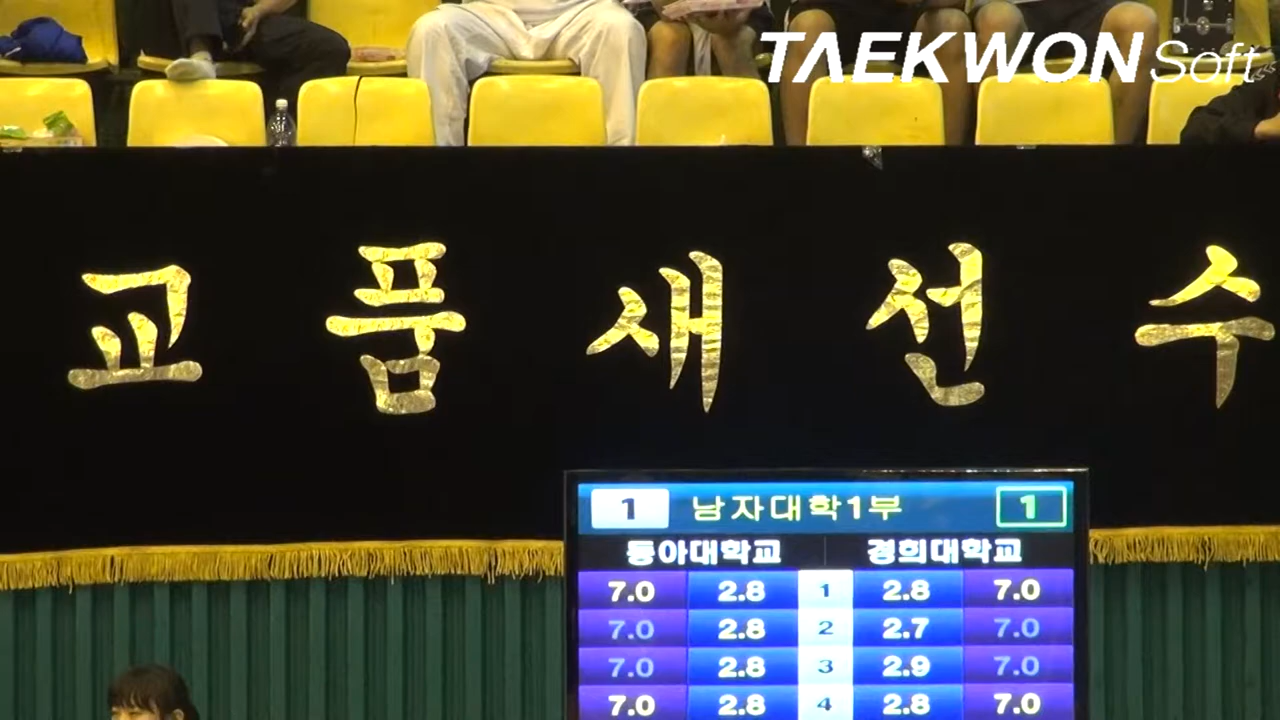 TAEKWONSoft
교품새선수
1 남자대학1부 1
동아대학교 경희대학교
7.0 2.8 1 2.8 7.0
7.0 2.8 2 2.7 7.0
7.0 2.8 3 2.9 7.0
7.0 2.8 4 2.8 7.0